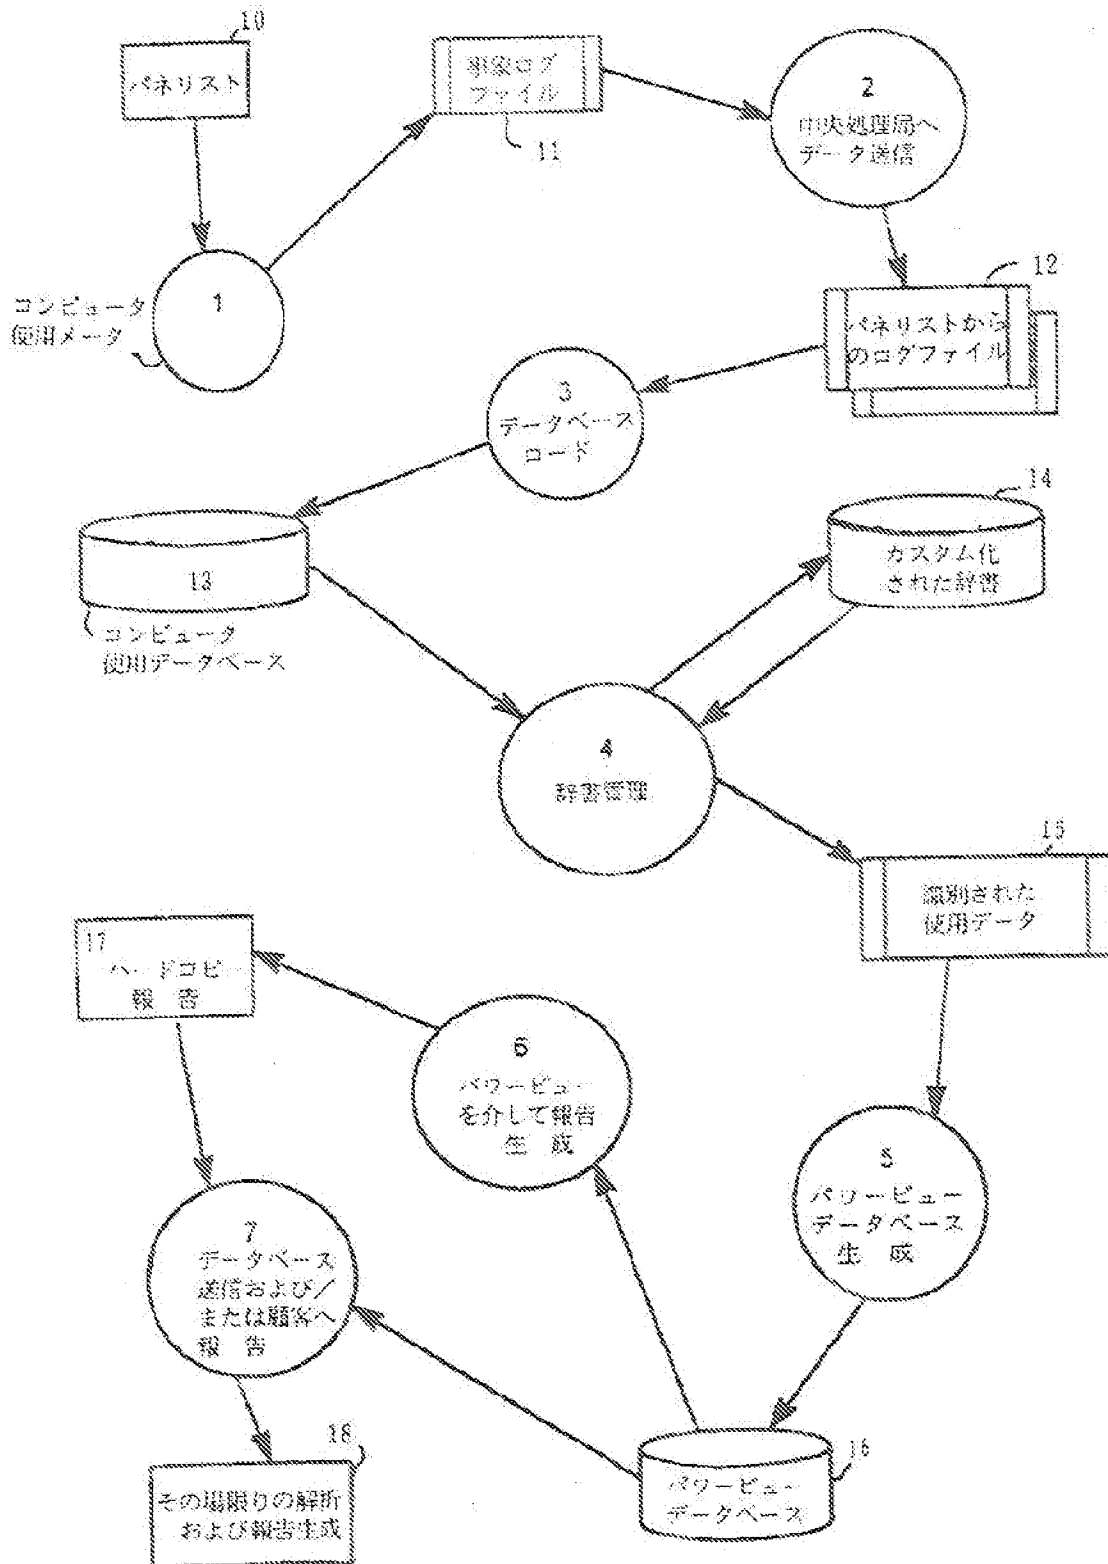 10
パネリスト
事象ログ
ファイル
11
2
中央処理局へ
データ送信
1
コンピュータ
使用メータ
12
パネリストから
のログファイル
3
データベース
ロード
13
コンピュータ
使用データベース
14
カスタム化
された辞書
4
辞書管理
15
識別された
使用データ
17
ハードコピー
報告
6
パワービュー
を介して報告
生成
5
パワービュー
データベース
生成
7
データベース
送信および/
または顧客へ
報告
16
パワービュー
データベース
18
その場限りの解析
および報告生成